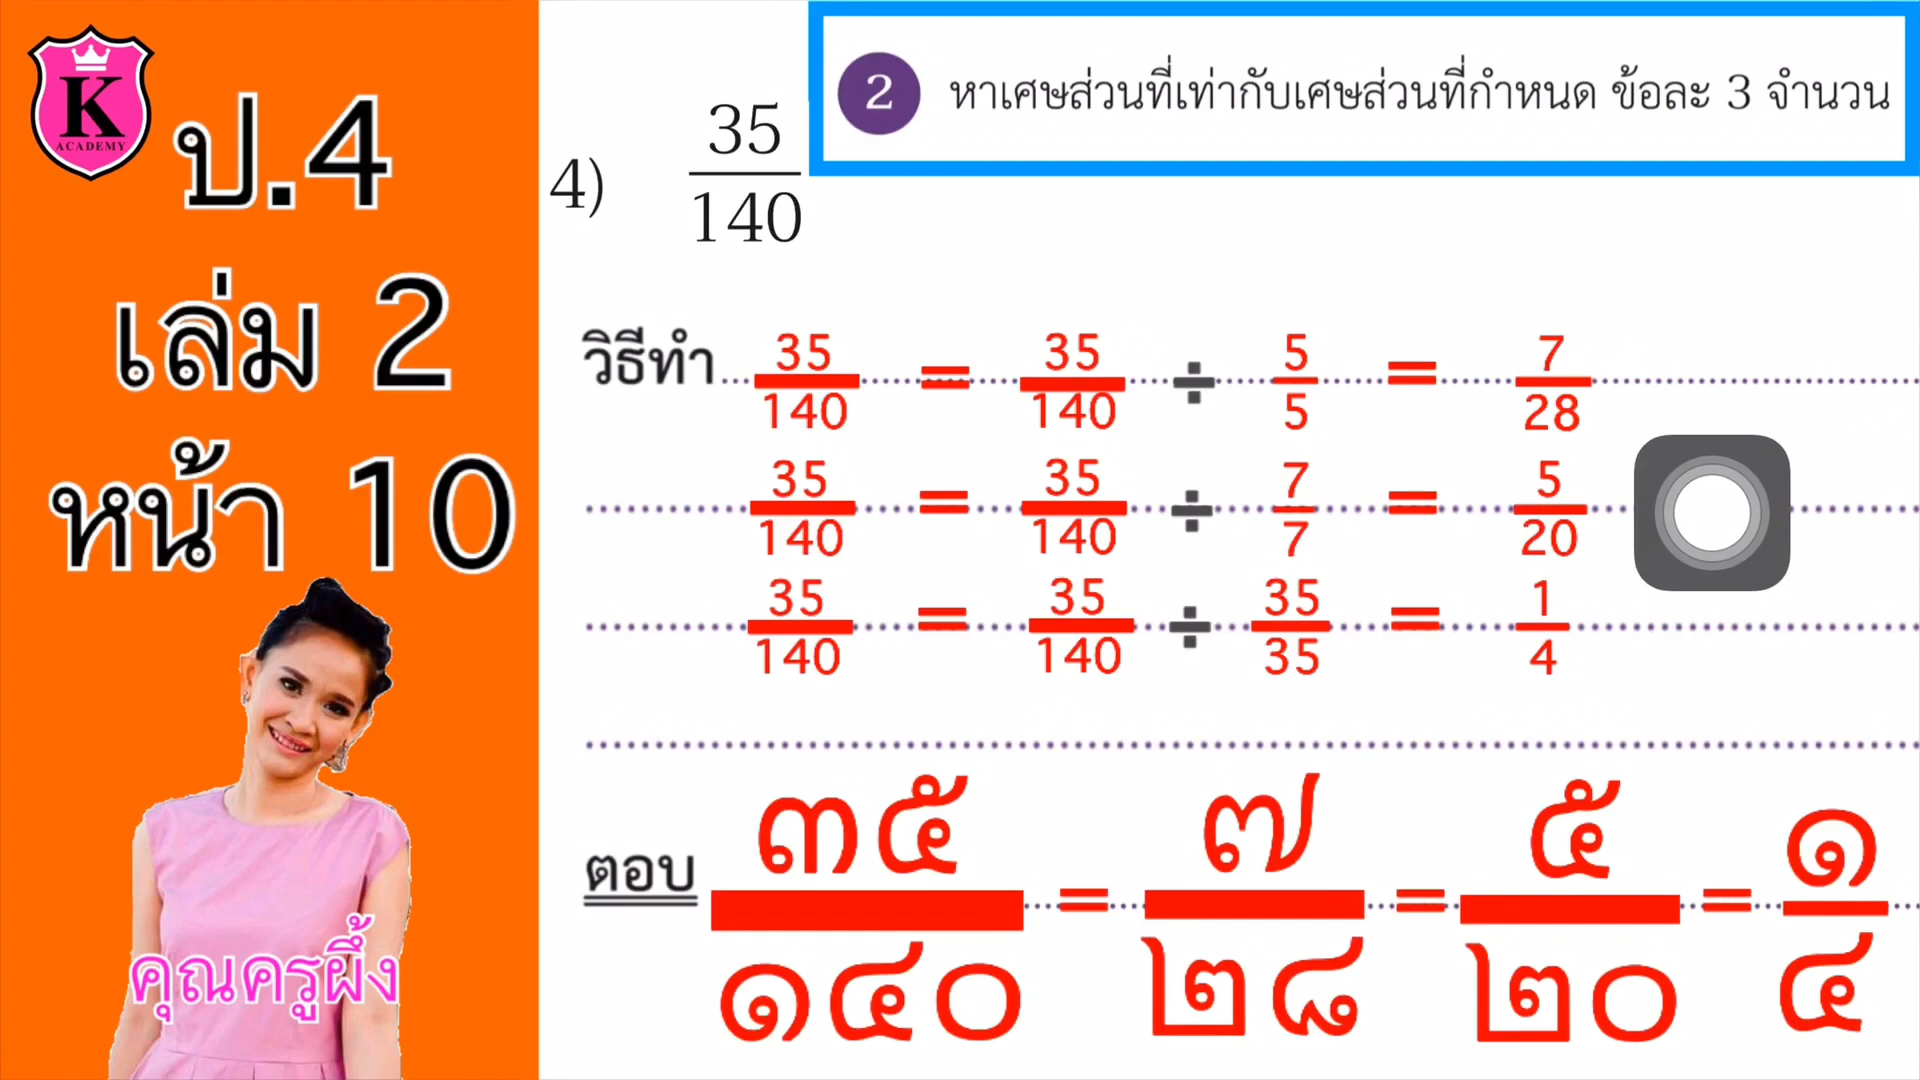 K
ACADEMY
ป.4
เล่ม 2
หน้า 10
คุณครูผึ้ง
2 หาเศษส่วนที่เท่ากับเศษส่วนที่กำหนด ข้อละ 3 จำนวน
4) 35/140
วิธีทำ 35/140 = 35/140 ÷ 5/5 = 7/28
35/140 = 35/140 ÷ 7/7 = 5/20
35/140 = 35/140 ÷ 35/35 = 1/4
ตอบ ๓๕/๑๔๐ = ๗/๒๘ = ๕/๒๐ = ๑/๔